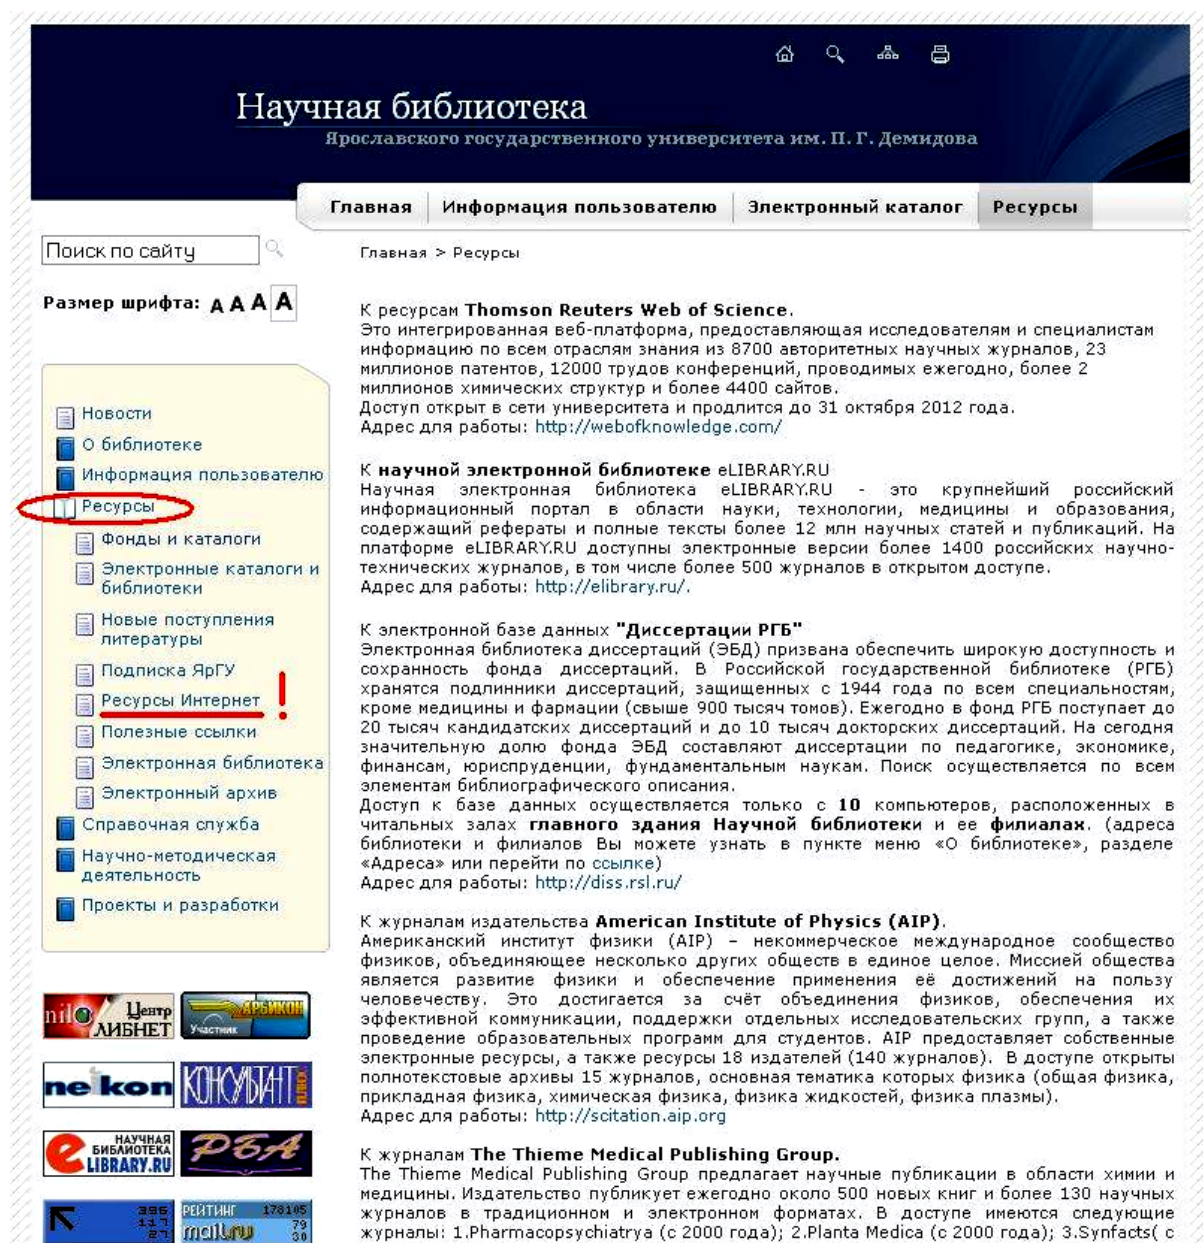 Научная библиотека
Ярославского государственного университета им. П. Г. Демидова
Главная
Информация пользователю
Электронный каталог
Ресурсы
Поиск по сайту
Размер шрифта: А А А А
Новости
О библиотеке
Информация пользователю
Ресурсы
Фонды и каталоги
Электронные каталоги и
библиотеки
Новые поступления
литературы
Подписка ЯрГУ
Ресурсы Интернет !
Полезные ссылки
Электронная библиотека
Электронный архив
Справочная служба
Научно-методическая
деятельность
Проекты и разработки
nilc Центр
ЛИБНЕТ
АРБИКОН
Участник
neikon
КОНСУЛЬТАНТ ПЛЮС
НАУЧНАЯ
БИБЛИОТЕКА
eLIBRARY.RU
РБА
396
117
27
РЕЙТИНГ 178105
mail.ru 79
30
Главная > Ресурсы
К ресурсам Thomson Reuters Web of Science.
Это интегрированная веб-платформа, предоставляющая исследователям и специалистам
информацию по всем отраслям знания из 8700 авторитетных научных журналов, 23
миллионов патентов, 12000 трудов конференций, проводимых ежегодно, более 2
миллионов химических структур и более 4400 сайтов.
Доступ открыт в сети университета и продлится до 31 октября 2012 года.
Адрес для работы: http://webofknowledge.com/
К научной электронной библиотеке eLIBRARY.RU
Научная электронная библиотека eLIBRARY.RU - это крупнейший российский
информационный портал в области науки, технологии, медицины и образования,
содержащий рефераты и полные тексты более 12 млн научных статей и публикаций. На
платформе eLIBRARY.RU доступны электронные версии более 1400 российских научно-
технических журналов, в том числе более 500 журналов в открытом доступе.
Адрес для работы: http://elibrary.ru/.
К электронной базе данных "Диссертации РГБ"
Электронная библиотека диссертаций (ЭБД) призвана обеспечить широкую доступность и
сохранность фонда диссертаций. В Российской государственной библиотеке (РГБ)
хранятся подлинники диссертаций, защищенных с 1944 года по всем специальностям,
кроме медицины и фармации (свыше 900 тысяч томов). Ежегодно в фонд РГБ поступает до
20 тысяч кандидатских диссертаций и до 10 тысяч докторских диссертаций. На сегодня
значительную долю фонда ЭБД составляют диссертации по педагогике, экономике,
финансам, юриспруденции, фундаментальным наукам. Поиск осуществляется по всем
элементам библиографического описания.
Доступ к базе данных осуществляется только с 10 компьютеров, расположенных в
читальных залах главного здания Научной библиотеки и ее филиалах. (адреса
библиотеки и филиалов Вы можете узнать в пункте меню «О библиотеке», разделе
«Адреса» или перейти по ссылке)
Адрес для работы: http://diss.rsl.ru/
К журналам издательства American Institute of Physics (AIP).
Американский институт физики (AIP) – некоммерческое международное сообщество
физиков, объединяющее несколько других обществ в единое целое. Миссией общества
является развитие физики и обеспечение применения её достижений на пользу
человечеству. Это достигается за счёт объединения физиков, обеспечения их
эффективной коммуникации, поддержки отдельных исследовательских групп, а также
проведение образовательных программ для студентов. AIP предоставляет собственные
электронные ресурсы, а также ресурсы 18 издателей (140 журналов). В доступе открыты
полнотекстовые архивы 15 журналов, основная тематика которых физика (общая физика,
прикладная физика, химическая физика, физика жидкостей, физика плазмы).
Адрес для работы: http://scitation.aip.org
К журналам The Thieme Medical Publishing Group.
The Thieme Medical Publishing Group предлагает научные публикации в области химии и
медицины. Издательство публикует ежегодно около 500 новых книг и более 130 научных
журналов в традиционном и электронном форматах. В доступе имеются следующие
журналы: 1.Pharmacopsychiatrya (с 2000 года); 2.Planta Medica (с 2000 года); 3.Synfacts( с